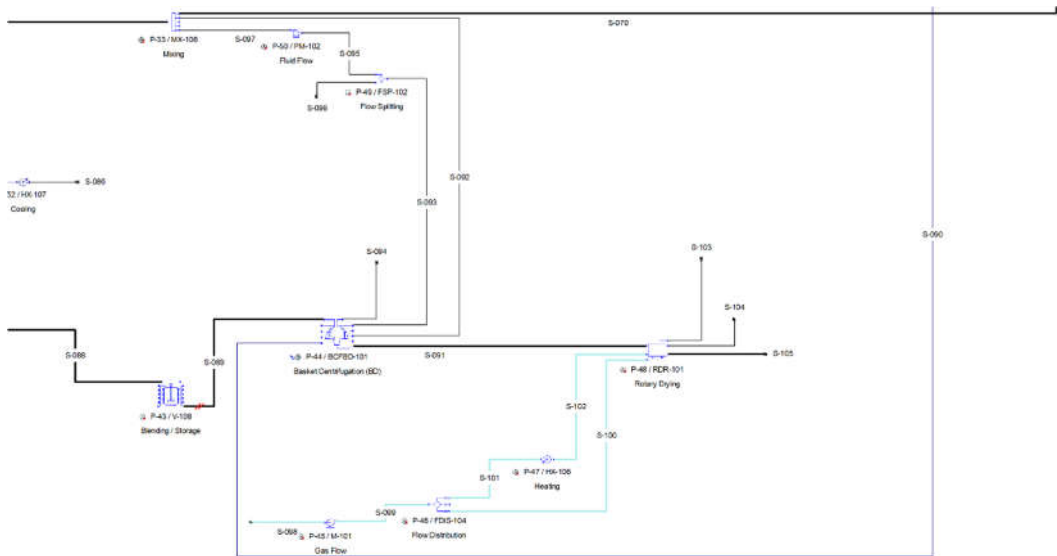 S-070
P-33 / MX-106
Mixing
S-097
P-50 / PM-102
Fluid Flow
S-095
P-49 / FSP-102
Flow Splitting
S-096
S-092
S-086
32 / HX-107
Cooling
S-093
S-090
S-094
S-103
S-104
S-088
S-089
P-44 / BCFBD-101
Basket Centrifugation (BD)
S-091
S-105
P-48 / RDR-101
Rotary Drying
P-43 / V-108
Blending / Storage
S-102
S-100
P-47 / HX-106
Heating
S-101
S-099
P-46 / FDIS-104
Flow Distribution
S-098
P-45 / M-101
Gas Flow